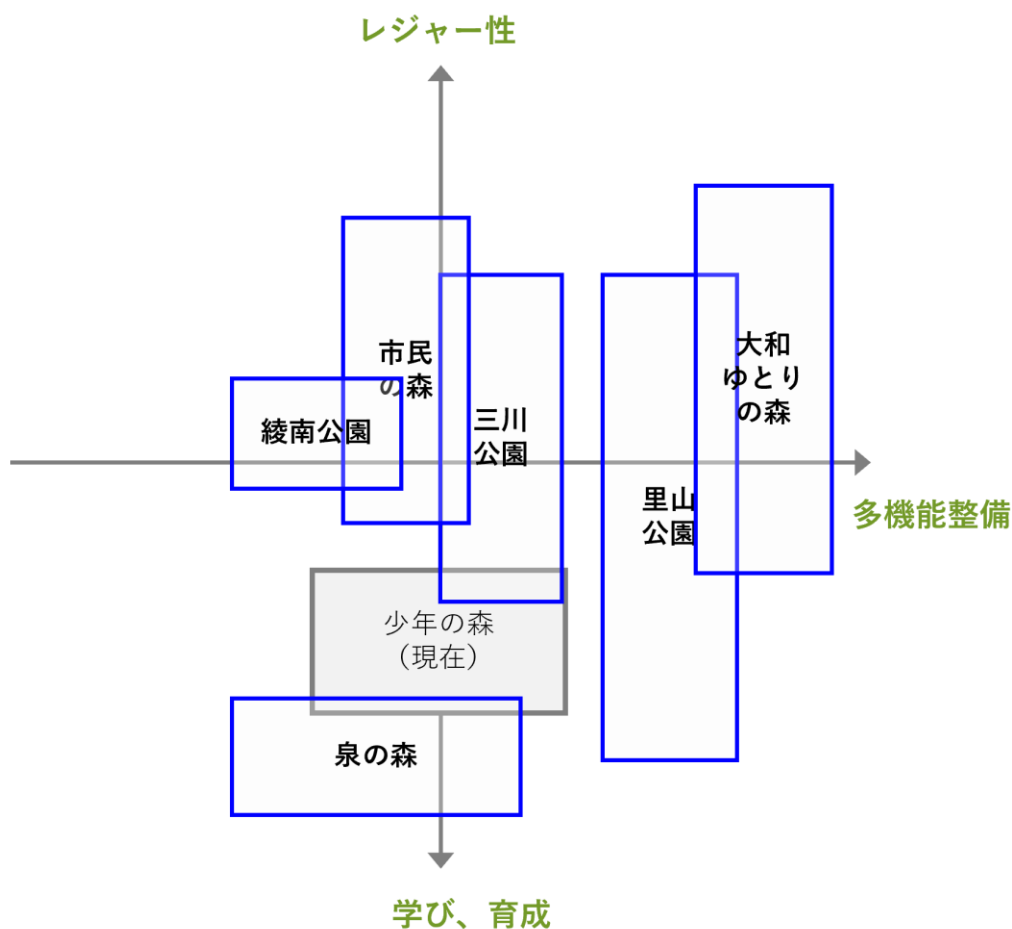 レジャー性
大和
ゆとり
の森
市民
の森
三川
公園
綾南公園
里山
公園
多機能整備
少年の森
（現在）
泉の森
学び、育成